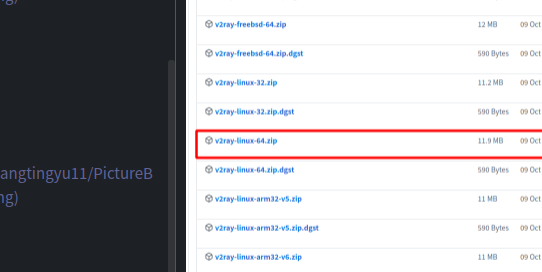 ng)
v2ray-freebsd-64.zip 12 MB 09 Oct
v2ray-freebsd-64.zip.dgst 590 Bytes 09 Oct
v2ray-linux-32.zip 11.2 MB 09 Oct
v2ray-linux-32.zip.dgst 590 Bytes 09 Oct
v2ray-linux-64.zip 11.9 MB 09 Oct
v2ray-linux-64.zip.dgst 590 Bytes 09 Oct
angtingyu11/PictureB
ng)
v2ray-linux-arm32-v5.zip 11 MB 09 Oct
v2ray-linux-arm32-v5.zip.dgst 590 Bytes 09 Oct
v2ray-linux-arm32-v6.zip 11 MB 09 Oct